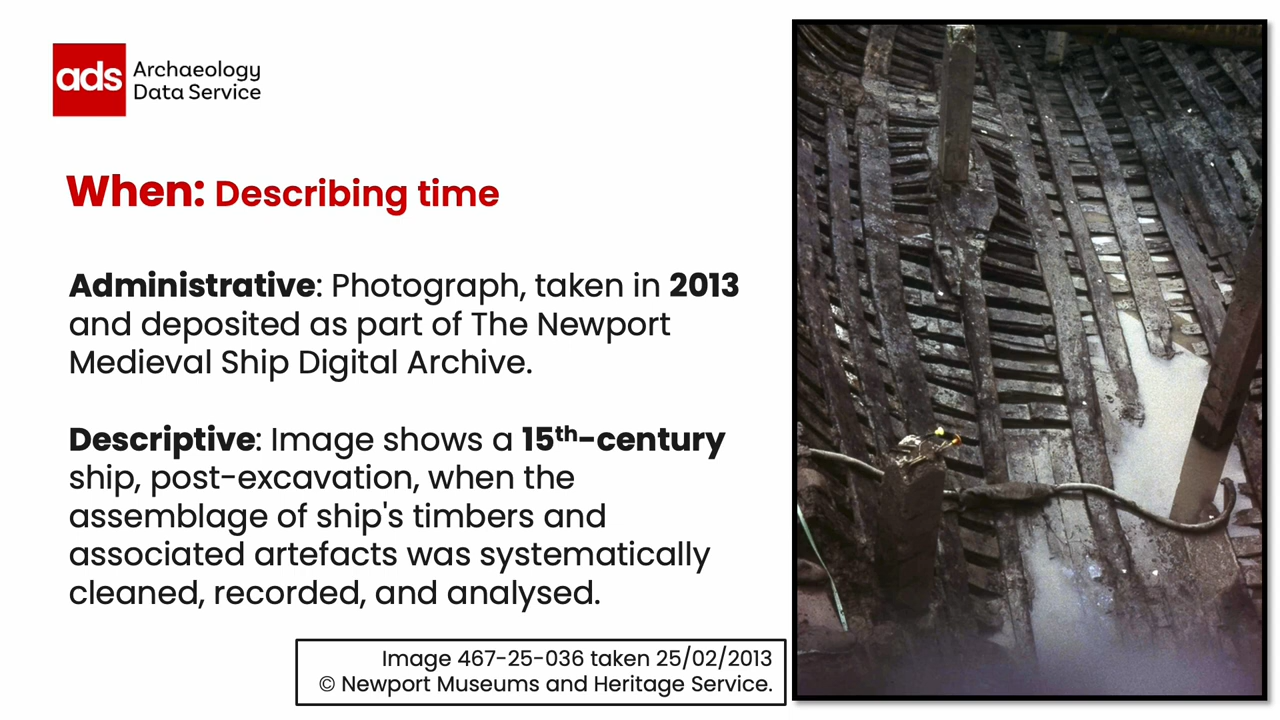 ads Archaeology
Data Service
When: Describing time
Administrative: Photograph, taken in 2013
and deposited as part of The Newport
Medieval Ship Digital Archive.
Descriptive: Image shows a 15th-century
ship, post-excavation, when the
assemblage of ship's timbers and
associated artefacts was systematically
cleaned, recorded, and analysed.
Image 467-25-036 taken 25/02/2013
© Newport Museums and Heritage Service.